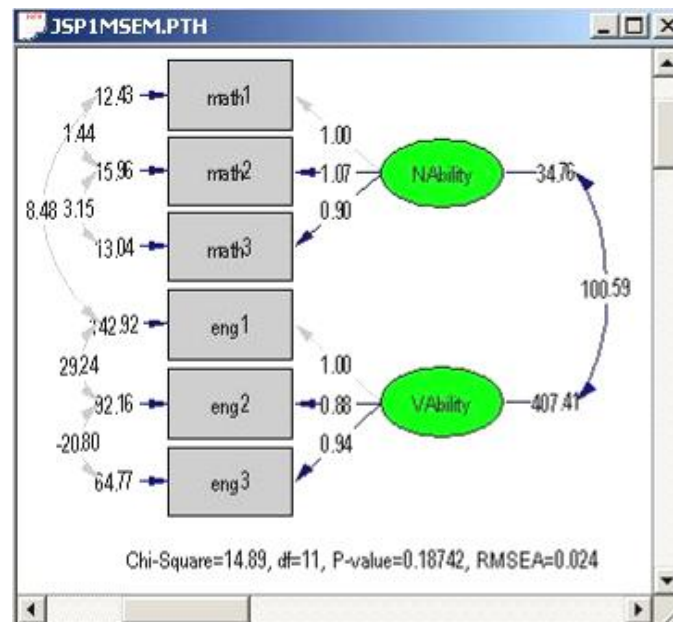 JSP1MSEM.PTH
12.43
math1
1.44
1.00
15.96
math2
1.07
NAbility
34.76
8.48
3.15
0.90
13.04
math3
100.59
142.92
eng1
29.24
1.00
92.16
eng2
0.88
VAbility
407.41
-20.80
0.94
64.77
eng3
Chi-Square=14.89, df=11, P-value=0.18742, RMSEA=0.024